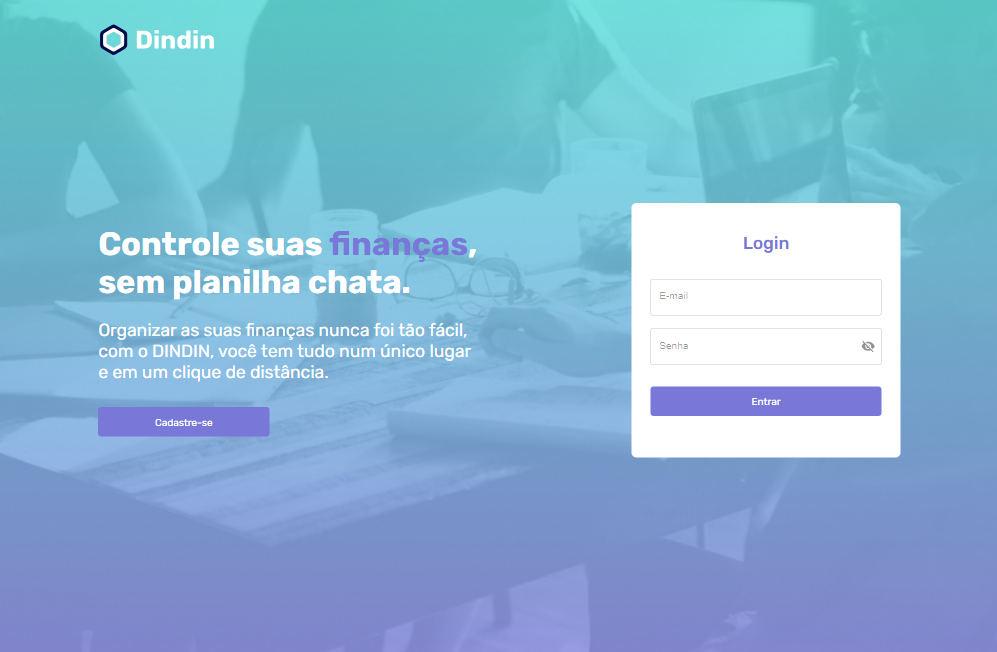 Dindin
Controle suas finanças,
sem planilha chata.
Organizar as suas finanças nunca foi tão fácil,
com o DINDIN, você tem tudo num único lugar
e em um clique de distância.
Cadastre-se
Login
E-mail
Senha
Entrar